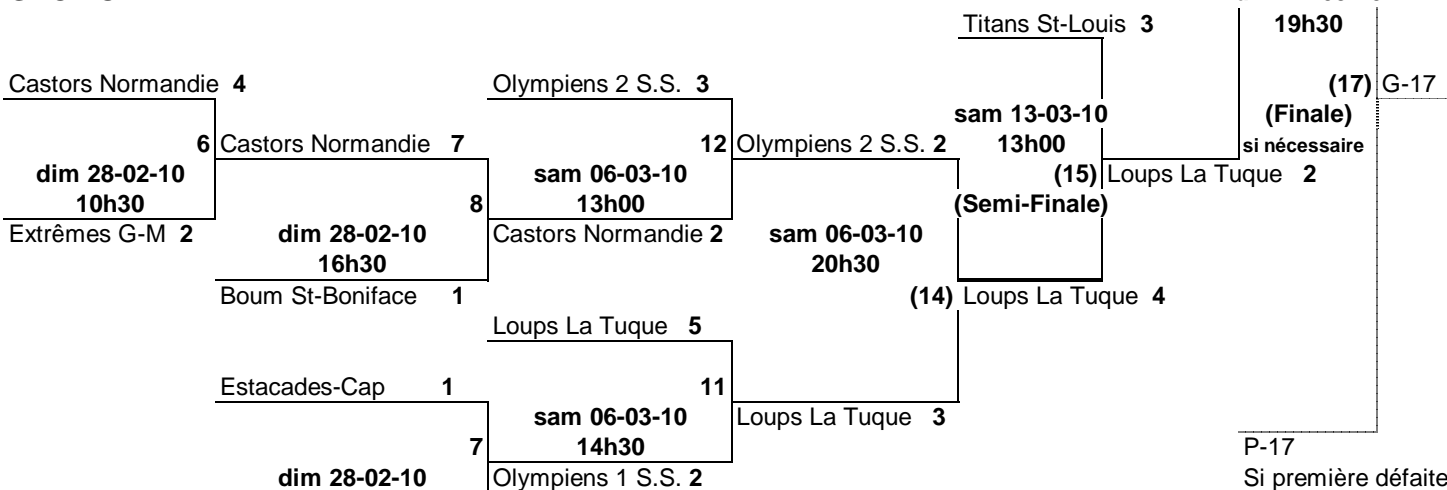 Titans St-Louis 3 19h30
Castors Normandie 4 Olympiens 2 S.S. 3 (17) G-17
sam 13-03-10 (Finale)
6 Castors Normandie 7 12 Olympiens 2 S.S. 2 13h00 si nécessaire
dim 28-02-10 sam 06-03-10 (15) Loups La Tuque 2
10h30 8 13h00 (Semi-Finale)
Extrêmes G-M 2 dim 28-02-10 Castors Normandie 2 sam 06-03-10
16h30 20h30
Boum St-Boniface 1 (14) Loups La Tuque 4
Loups La Tuque 5
Estacades-Cap 1 11
sam 06-03-10 Loups La Tuque 3
7 14h30 P-17
dim 28-02-10 Olympiens 1 S.S. 2 Si première défaite